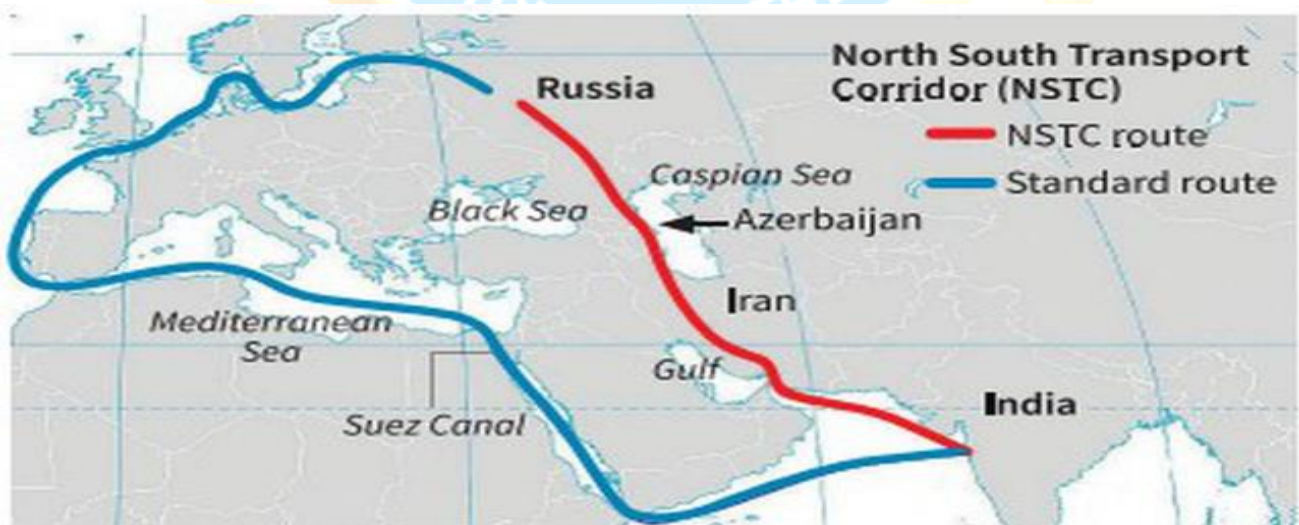 North South Transport
Corridor (NSTC)
NSTC route
Standard route
Russia
Caspian Sea
Black Sea
Azerbaijan
Iran
Mediterranean
Sea
Gulf
India
Suez Canal